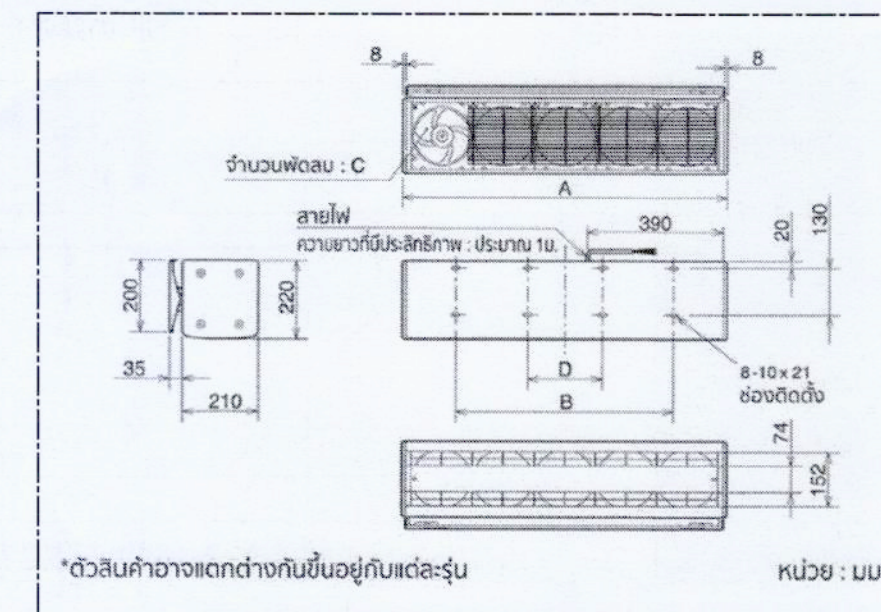 8
8
จำนวนพัดลม : C
A
สายไฟ
ความยาวที่มีประสิทธิภาพ : ประมาณ 1ม.
390
20
130
200
220
35
210
D
B
8-10x21
ช่องติดตั้ง
74
152
*ตัวสินค้าอาจแตกต่างกันขึ้นอยู่กับแต่ละรุ่น
หน่วย : มม